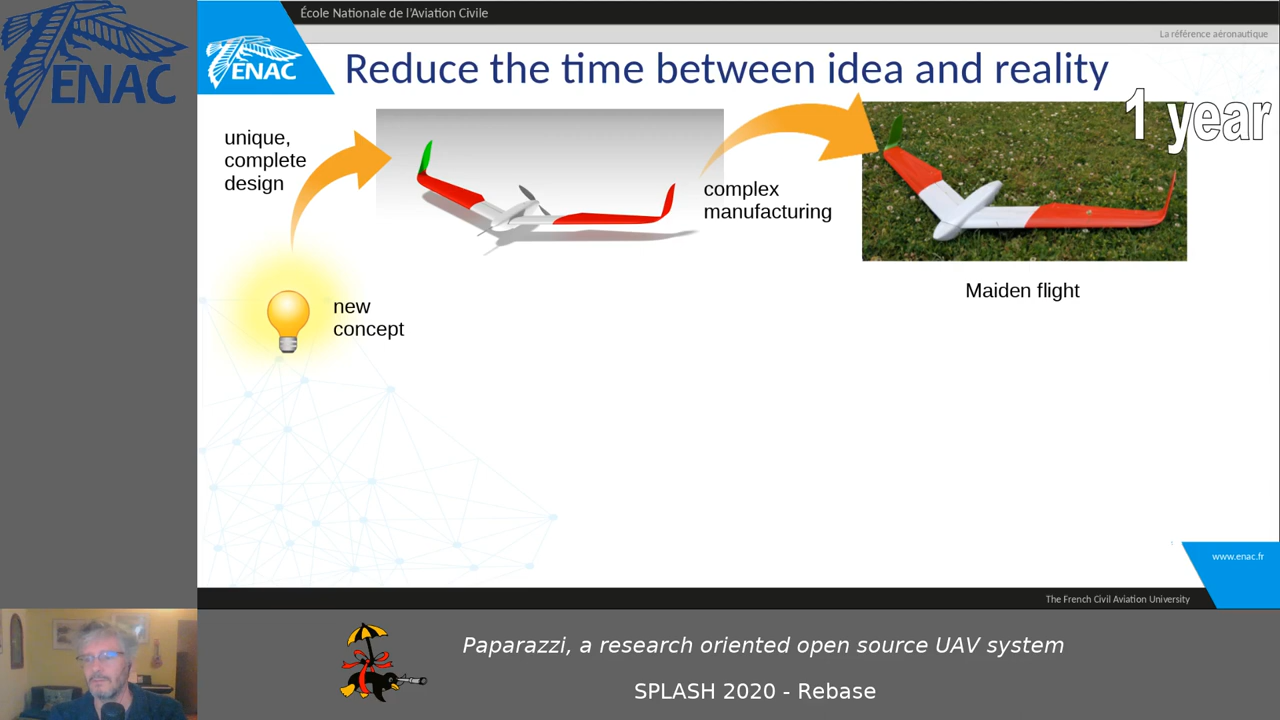 ENAC
École Nationale de l'Aviation Civile
La référence aéronautique
ENAC
Reduce the time between idea and reality
1 year
unique,
complete
design
complex
manufacturing
Maiden flight
new
concept
www.enac.fr
The French Civil Aviation University
Paparazzi, a research oriented open source UAV system
SPLASH 2020 - Rebase